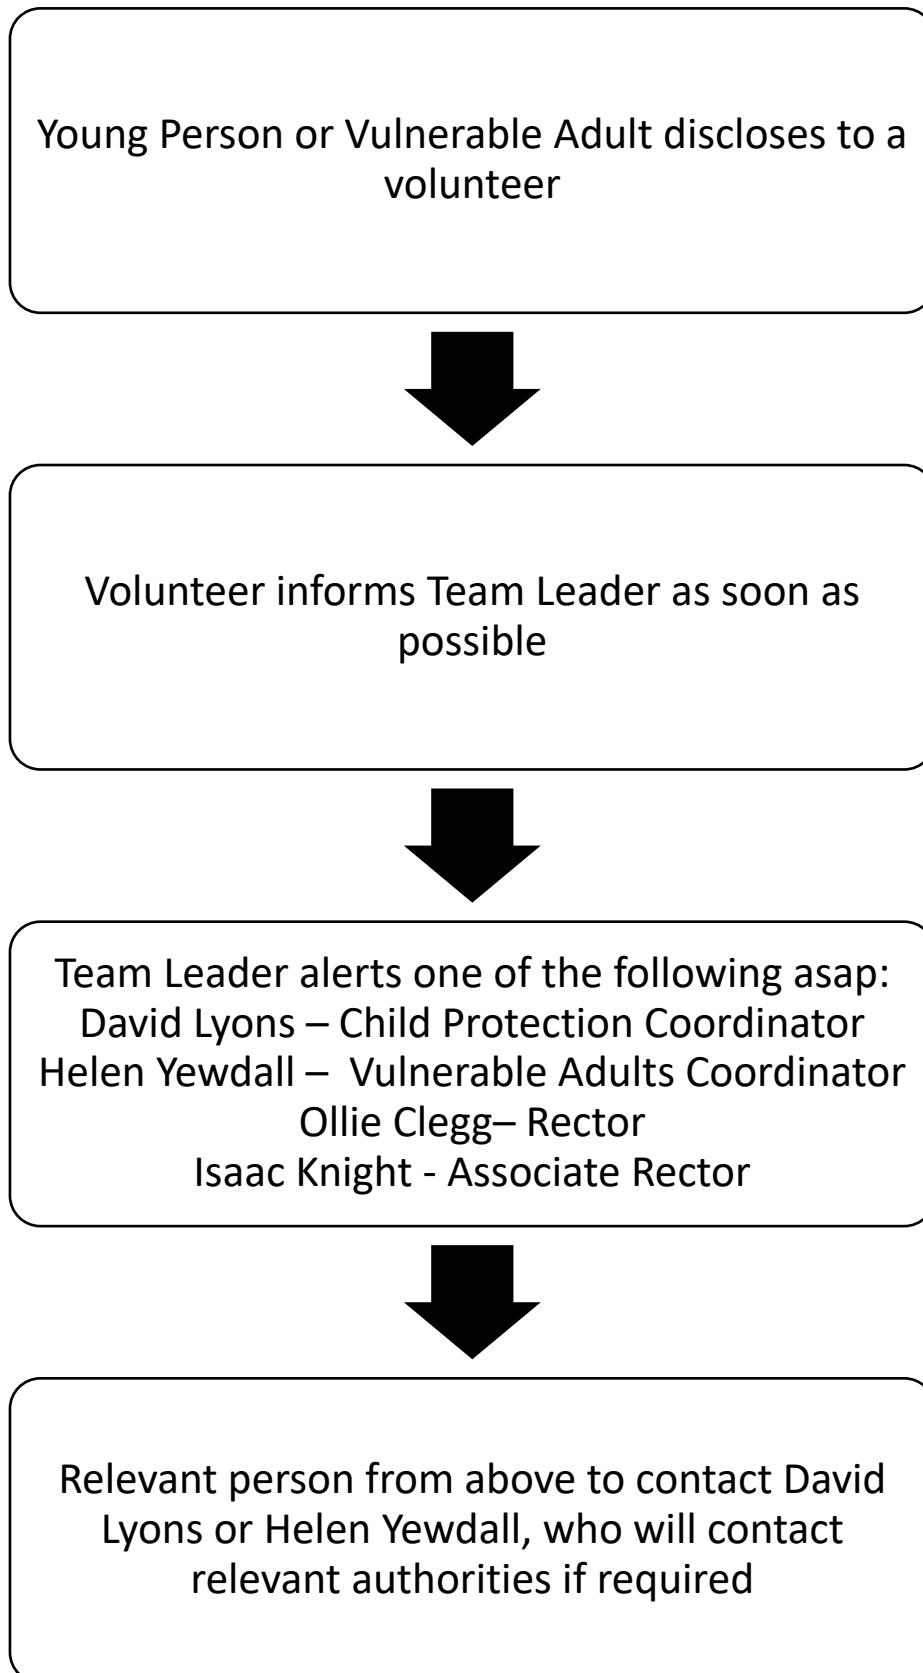 Young Person or Vulnerable Adult discloses to a
volunteer
Volunteer informs Team Leader as soon as
possible
Team Leader alerts one of the following asap:
David Lyons – Child Protection Coordinator
Helen Yewdall –  Vulnerable Adults Coordinator
Ollie Clegg– Rector
Isaac Knight - Associate Rector
Relevant person from above to contact David
Lyons or Helen Yewdall, who will contact
relevant authorities if required